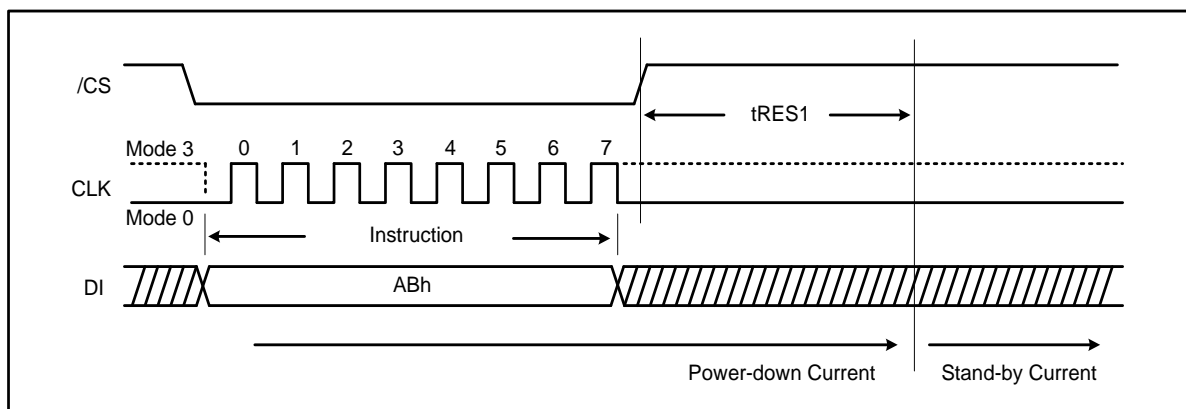 /CS
tRES1
Mode 3
0 1 2 3 4 5 6 7
CLK
Mode 0
Instruction
DI
ABh
Power-down Current
Stand-by Current